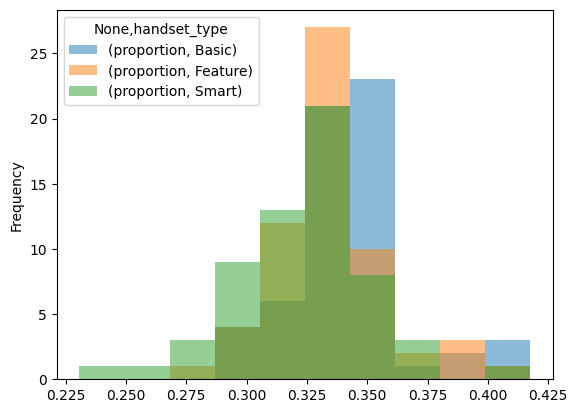 None,handset_type
(proportion, Basic)
(proportion, Feature)
(proportion, Smart)
Frequency
25
20
15
10
5
0
0.225 0.250 0.275 0.300 0.325 0.350 0.375 0.400 0.425